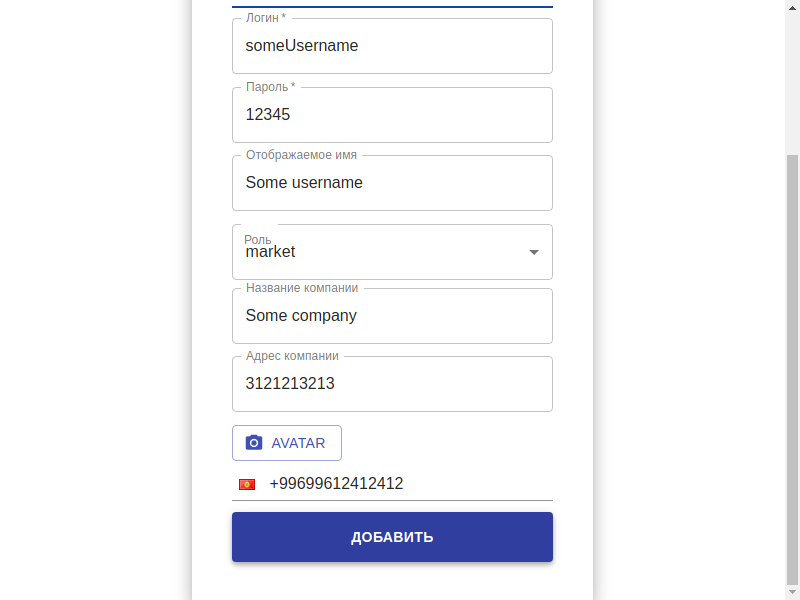 Логин *
someUsername
Пароль *
12345
Отображаемое имя
Some username
Роль
market
Название компании
Some company
Адрес компании
3121213213
AVATAR
+99699612412412
ДОБАВИТЬ